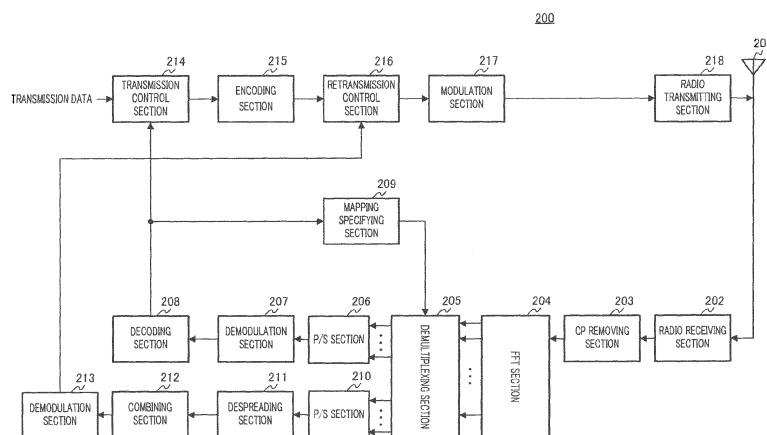 200
20
214
215
216
217
218
TRANSMISSION DATA
TRANSMISSION
CONTROL
SECTION
ENCODING
SECTION
RETRANSMISSION
CONTROL
SECTION
MODULATION
SECTION
RADIO
TRANSMITTING
SECTION
209
MAPPING
SPECIFYING
SECTION
208
207
206
205
204
203
202
DECODING
SECTION
DEMODULATION
SECTION
P/S SECTION
DEMULTIPLEXING SECTION
FFT SECTION
CP REMOVING
SECTION
RADIO RECEIVING
SECTION
213
212
211
210
DEMODULATION
SECTION
COMBINING
SECTION
DESPREADING
SECTION
P/S SECTION